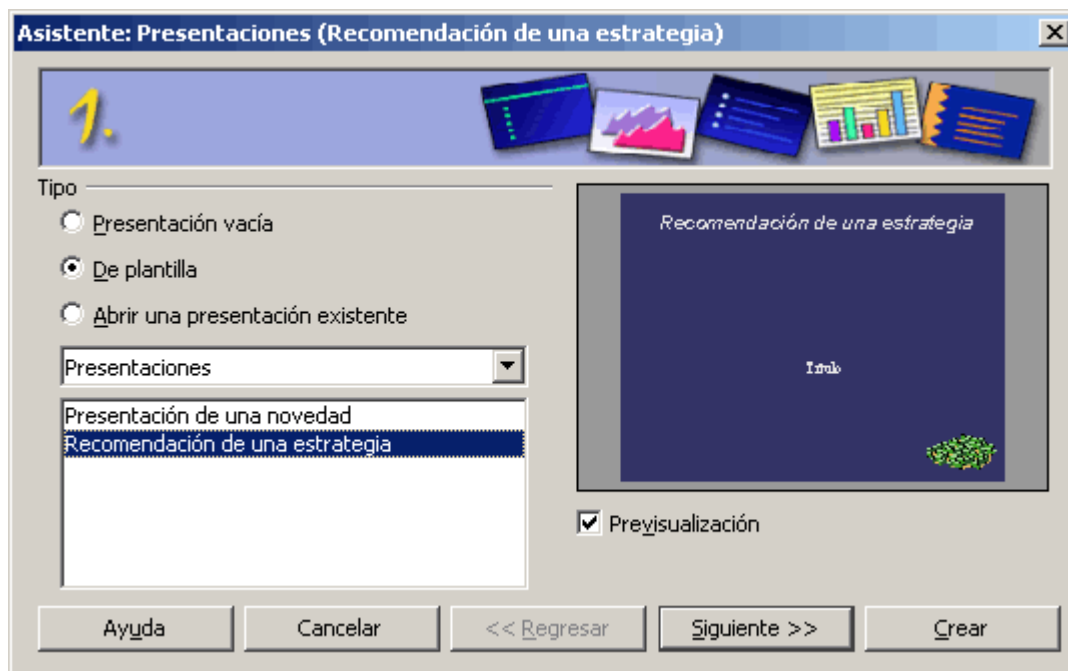 Asistente: Presentaciones (Recomendación de una estrategia)
1.
Tipo
Presentación vacía
De plantilla
Abrir una presentación existente
Presentaciones
Presentación de una novedad
Recomendación de una estrategia
Recomendación de una estrategia
Título
Previsualización
Ayuda
Cancelar
<< Regresar
Siguiente >>
Crear